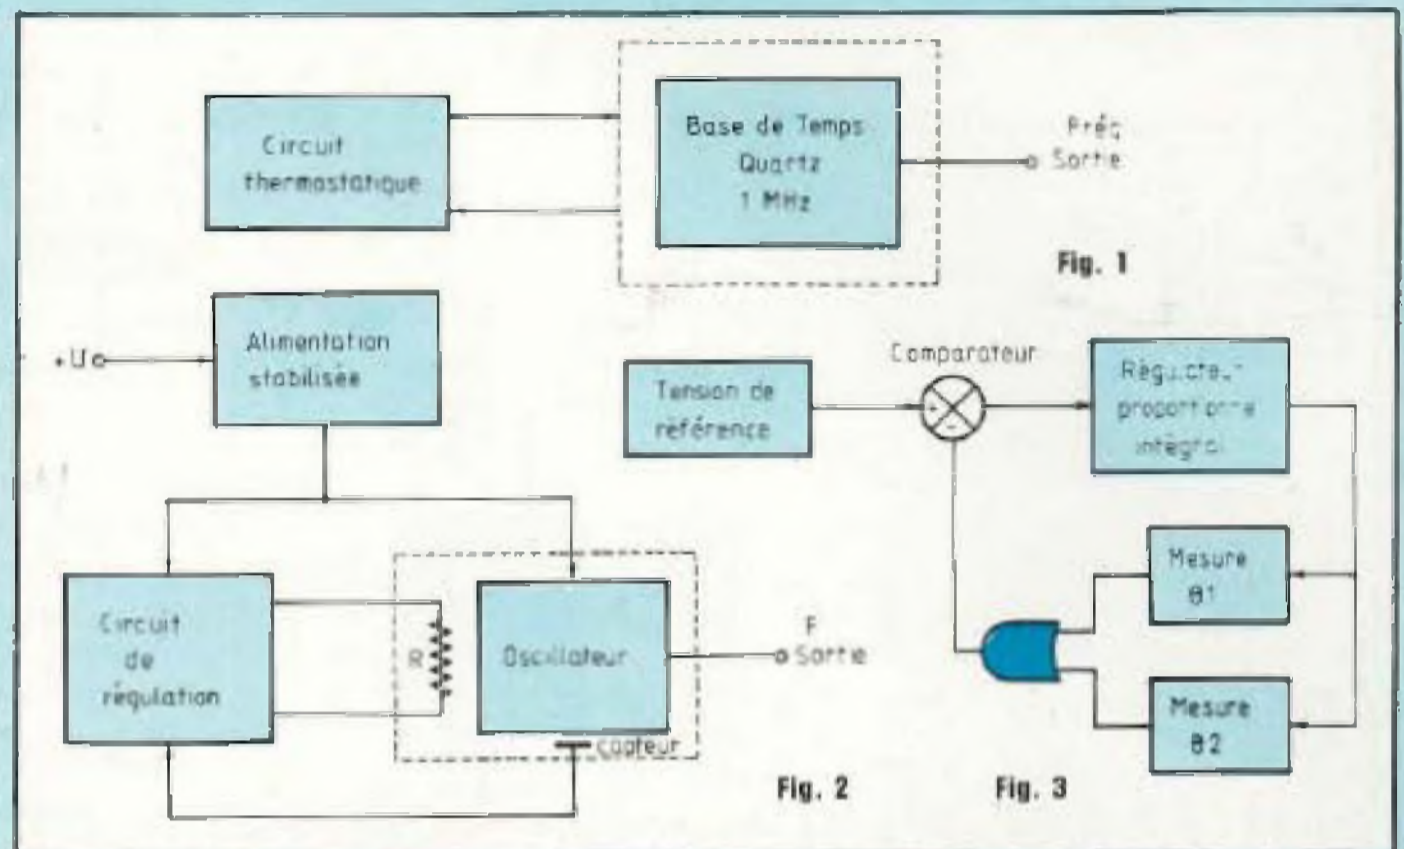 Circuit
thermostatique
Base de Temps
Quartz
1 MHz
Fréq
Sortie
Fig. 1
+U
Alimentation
stabilisée
Circuit
de
régulation
R
Oscillateur
capteur
F
Sortie
Fig. 2
Tension de
référence
Comparateur
+
-
Régulateur
proportionne
intégral
Mesure
θ1
Mesure
θ2
Fig. 3